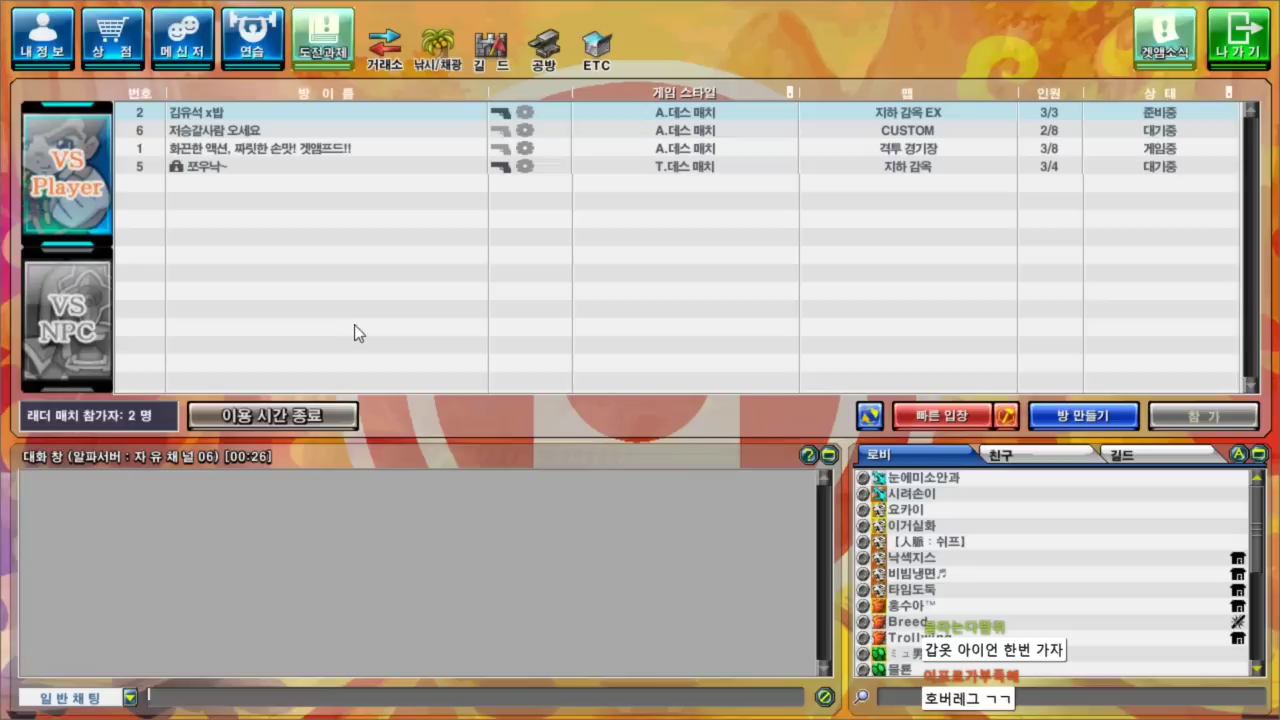 내 정 보
상 점
메 신 저
연습
도전과제
거래소
낚시/채광
길 드
공방
ETC
겟앰소식
나 가 기
번호 방 이 름 게임 스타일 맵 인원 상 태
2 김유석 x밥 A.데스 매치 지하 감옥 EX 3/3 준비중
6 저승갈사람 오세요 A.데스 매치 CUSTOM 2/8 대기중
1 화끈한 액션, 짜릿한 손맛! 겟앰프드!! A.데스 매치 격투 경기장 3/8 게임중
5 쪼우낙~ T.데스 매치 지하 감옥 3/4 대기중
VS
Player
VS
NPC
래더 매치 참가자: 2 명
이용 시간 종료
빠른 입장
방 만들기
참 가
대화 창 (알파서버 : 자 유 채 널 06) [00:26]
로비
친구
길드
눈에미소안과
시려손이
요카이
이거실화
【人脈 : 쉬프】
낙섹지스
비빔냉면♬
타임도둑
홍수아™
Breed
갑옷 아이언 한번 가자
물룐
호버레그 ㄱㄱ
일 반 채 팅